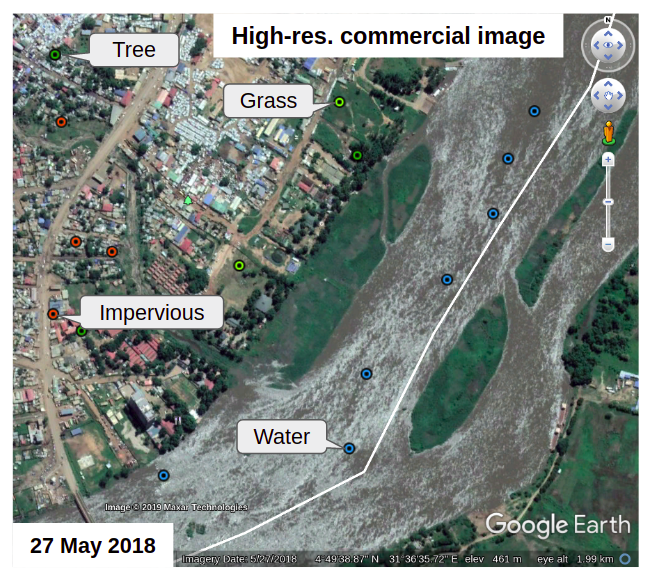 High-res. commercial image
N
Tree
Grass
Impervious
Water
Image © 2019 Maxar Technologies
Google Earth
27 May 2018
Imagery Date: 5/27/2018 4°49'38.87" N 31°36'35.72" E elev 461 m eye alt 1.99 km